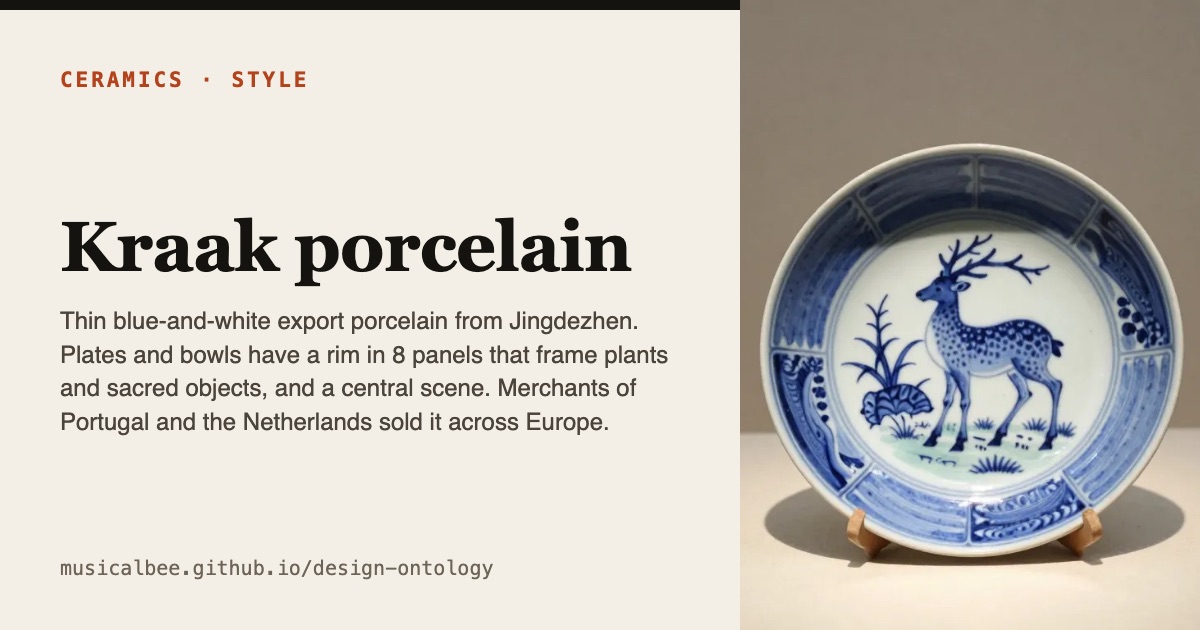 CERAMICS · STYLE
Kraak porcelain
Thin blue-and-white export porcelain from Jingdezhen.
Plates and bowls have a rim in 8 panels that frame plants
and sacred objects, and a central scene. Merchants of
Portugal and the Netherlands sold it across Europe.
musicalbee.github.io/design-ontology